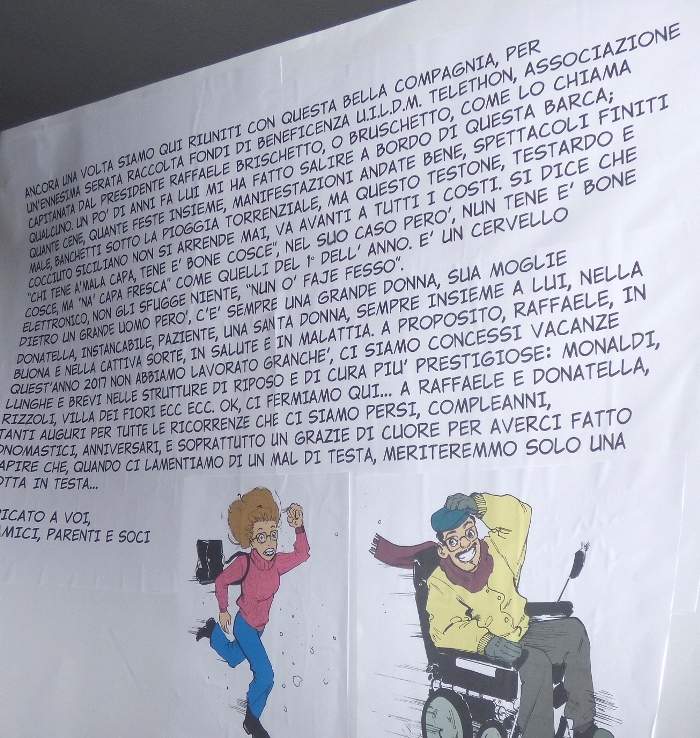 ANCORA UNA VOLTA SIAMO QUI RIUNITI CON QUESTA BELLA COMPAGNIA, PER
UN'ENNESIMA SERATA RACCOLTA FONDI DI BENEFICENZA U.I.L.D.M. TELETHON, ASSOCIAZIONE
CAPITANATA DAL PRESIDENTE RAFFAELE BRISCHETTO, O BRUSCHETTO, COME LO CHIAMA
QUALCUNO. UN PO' DI ANNI FA LUI MI HA FATTO SALIRE A BORDO DI QUESTA BARCA;
QUANTE CENE, QUANTE FESTE INSIEME, MANIFESTAZIONI ANDATE BENE, SPETTACOLI FINITI
MALE, BANCHETTI SOTTO LA PIOGGIA TORRENZIALE, MA QUESTO TESTONE, TESTARDO E
COCCIUTO SICILIANO NON SI ARRENDE MAI, VA AVANTI A TUTTI I COSTI. SI DICE CHE
"CHI TENE A'MALA CAPA, TENE E' BONE COSCE", NEL SUO CASO PERO', NUN TENE E' BONE
COSCE, MA "NA' CAPA FRESCA" COME QUELLI DEL 1° DELL' ANNO. E' UN CERVELLO
ELETTRONICO, NON GLI SFUGGE NIENTE, "NUN O' FAJE FESSO".
DIETRO UN GRANDE UOMO PERO', C'E' SEMPRE UNA GRANDE DONNA, SUA MOGLIE
DONATELLA, INSTANCABILE, PAZIENTE, UNA SANTA DONNA, SEMPRE INSIEME A LUI, NELLA
BUONA E NELLA CATTIVA SORTE, IN SALUTE E IN MALATTIA. A PROPOSITO, RAFFAELE, IN
QUEST'ANNO 2017 NON ABBIAMO LAVORATO GRANCHE', CI SIAMO CONCESSI VACANZE
LUNGHE E BREVI NELLE STRUTTURE DI RIPOSO E DI CURA PIU' PRESTIGIOSE: MONALDI,
RIZZOLI, VILLA DEI FIORI ECC ECC. OK, CI FERMIAMO QUI... A RAFFAELE E DONATELLA,
TANTI AUGURI PER TUTTE LE RICORRENZE CHE CI SIAMO PERSI, COMPLEANNI,
ONOMASTICI, ANNIVERSARI, E SOPRATTUTTO UN GRAZIE DI CUORE PER AVERCI FATTO
APIRE CHE, QUANDO CI LAMENTIAMO DI UN MAL DI TESTA, MERITEREMMO SOLO UNA
OTTA IN TESTA...
ICATO A VOI,
AMICI, PARENTI E SOCI